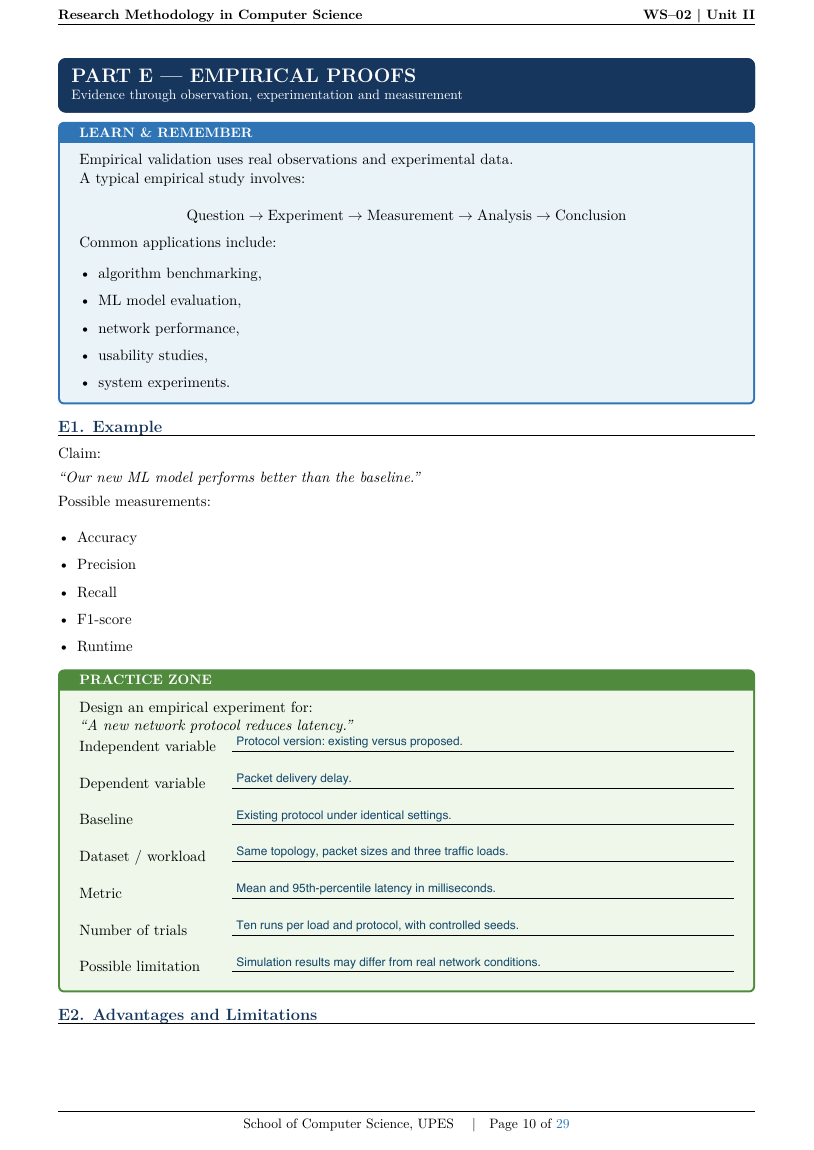 Research Methodology in Computer Science WS–02 | Unit II
PART E — EMPIRICAL PROOFS
Evidence through observation, experimentation and measurement
LEARN & REMEMBER
Empirical validation uses real observations and experimental data.
A typical empirical study involves:
Question → Experiment → Measurement → Analysis → Conclusion
Common applications include:
• algorithm benchmarking,
• ML model evaluation,
• network performance,
• usability studies,
• system experiments.
E1. Example
Claim:
“Our new ML model performs better than the baseline.”
Possible measurements:
• Accuracy
• Precision
• Recall
• F1-score
• Runtime
PRACTICE ZONE
Design an empirical experiment for:
“A new network protocol reduces latency.”
Independent variable Protocol version: existing versus proposed.
Dependent variable Packet delivery delay.
Baseline Existing protocol under identical settings.
Dataset / workload Same topology, packet sizes and three traffic loads.
Metric Mean and 95th-percentile latency in milliseconds.
Number of trials Ten runs per load and protocol, with controlled seeds.
Possible limitation Simulation results may differ from real network conditions.
E2. Advantages and Limitations
School of Computer Science, UPES | Page 10 of 29